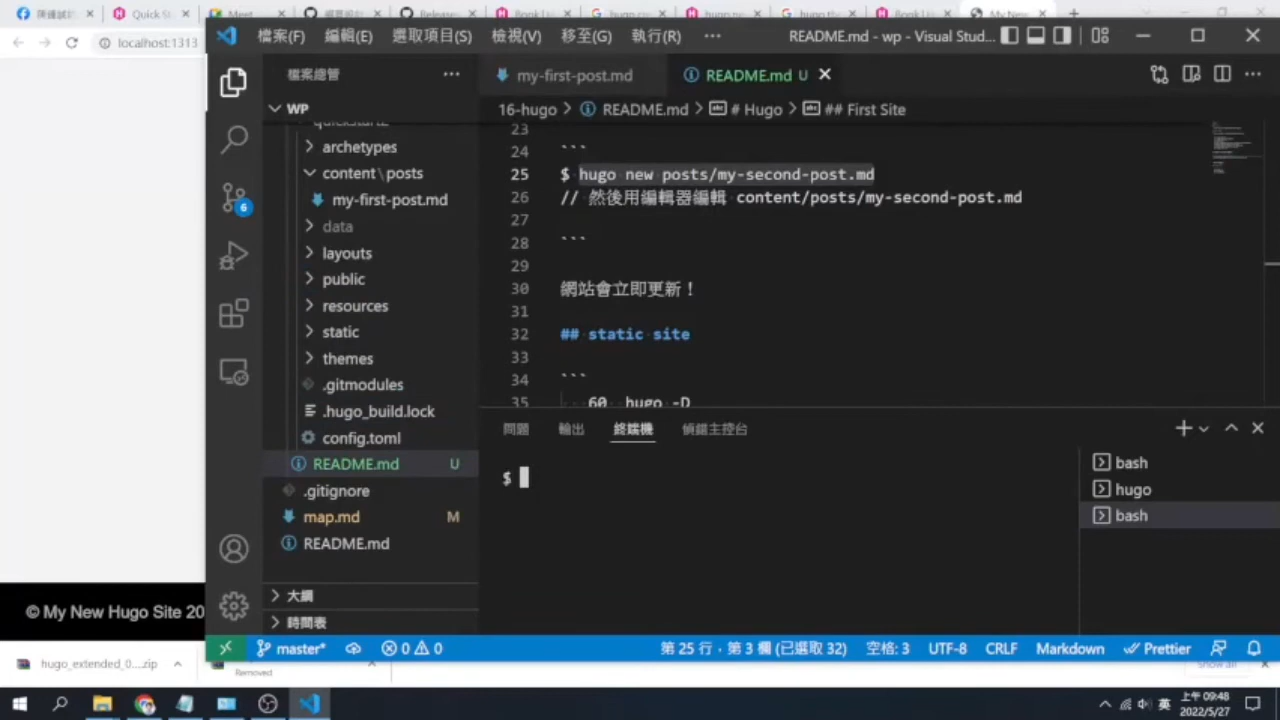 Quick St
Meet
Release
localhost:1313
檔案(F) 編輯(E) 選取項目(S) 檢視(V) 移至(G) 執行(R) ··· README.md - wp - Visual Stud...
檔案總管
my-first-post.md
README.md U
WP
16-hugo > README.md > # Hugo > ## First Site
archetypes
content\posts
my-first-post.md
data
layouts
public
resources
static
themes
.gitmodules
.hugo_build.lock
config.toml
README.md U
.gitignore
map.md M
README.md
大綱
時間表
23
24 ```
25 $ hugo new posts/my-second-post.md
26 // 然後用編輯器編輯 content/posts/my-second-post.md
27
28 ```
29
30 網站會立即更新！
31
32 ## static site
33
34 ```
35 60 hugo -D
問題 輸出 終端機 偵錯主控台
$
bash
hugo
bash
© My New Hugo Site 20
6
master* 0 0 第 25 行，第 3 欄 (已選取 32) 空格: 3 UTF-8 CRLF Markdown Prettier
hugo_extended_0....zip
Removed
Show all
英
上午 09:48
2022/5/27